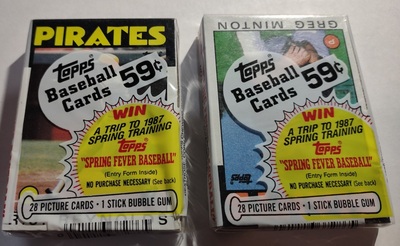 PIRATES
Topps
Baseball
Cards
59¢
WIN
A TRIP TO 1987
SPRING TRAINING
Topps
"SPRING FEVER BASEBALL"
(Entry Form Inside)
NO PURCHASE NECESSARY (See back)
28 PICTURE CARDS · 1 STICK BUBBLE GUM
GREG MINTON
P
Topps
Baseball
Cards
59¢
WIN
A TRIP TO 1987
SPRING TRAINING
Topps
"SPRING FEVER BASEBALL"
(Entry Form Inside)
NO PURCHASE NECESSARY (See back)
28 PICTURE CARDS · 1 STICK BUBBLE GUM